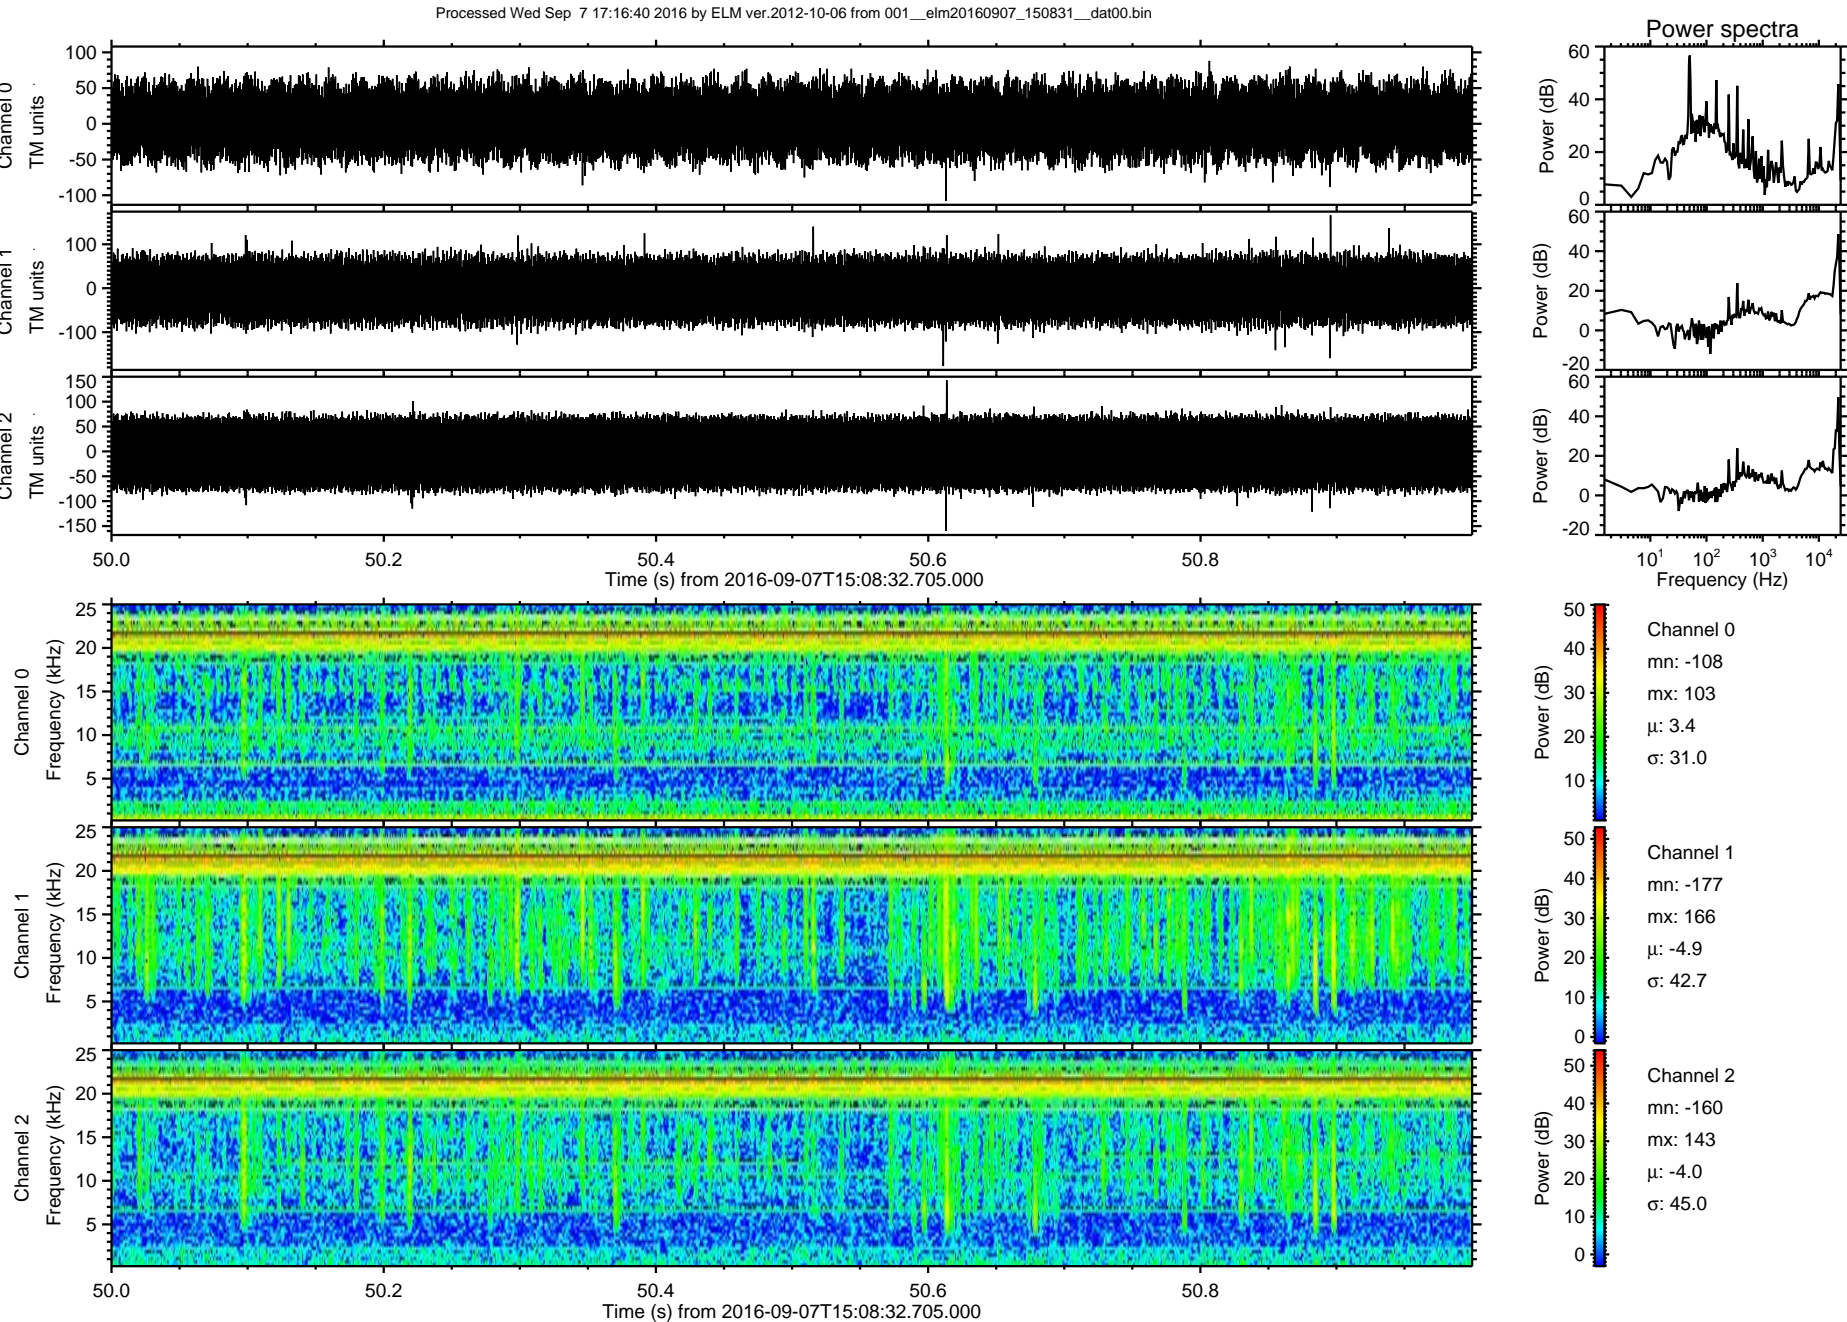 Processed Wed Sep 7 17:16:40 2016 by ELM ver.2012-10-06 from 001__elm20160907_150831__dat00.bin
Power spectra
Channel 0
TM units
100
50
0
-50
-100
Power (dB)
60
40
20
0
Channel 1
TM units
100
0
-100
Power (dB)
60
40
20
0
-20
Channel 2
TM units
150
100
50
0
-50
-100
-150
Power (dB)
60
40
20
0
-20
50.0 50.2 50.4 50.6 50.8
Time (s) from 2016-09-07T15:08:32.705.000
10¹ 10² 10³ 10⁴
Frequency (Hz)
Channel 0
Frequency (kHz)
25
20
15
10
5
Power (dB)
50
40
30
20
10
Channel 0
mn: -108
mx: 103
μ: 3.4
σ: 31.0
Channel 1
Frequency (kHz)
25
20
15
10
5
Power (dB)
50
40
30
20
10
0
Channel 1
mn: -177
mx: 166
μ: -4.9
σ: 42.7
Channel 2
Frequency (kHz)
25
20
15
10
5
Power (dB)
50
40
30
20
10
0
Channel 2
mn: -160
mx: 143
μ: -4.0
σ: 45.0
50.0 50.2 50.4 50.6 50.8
Time (s) from 2016-09-07T15:08:32.705.000